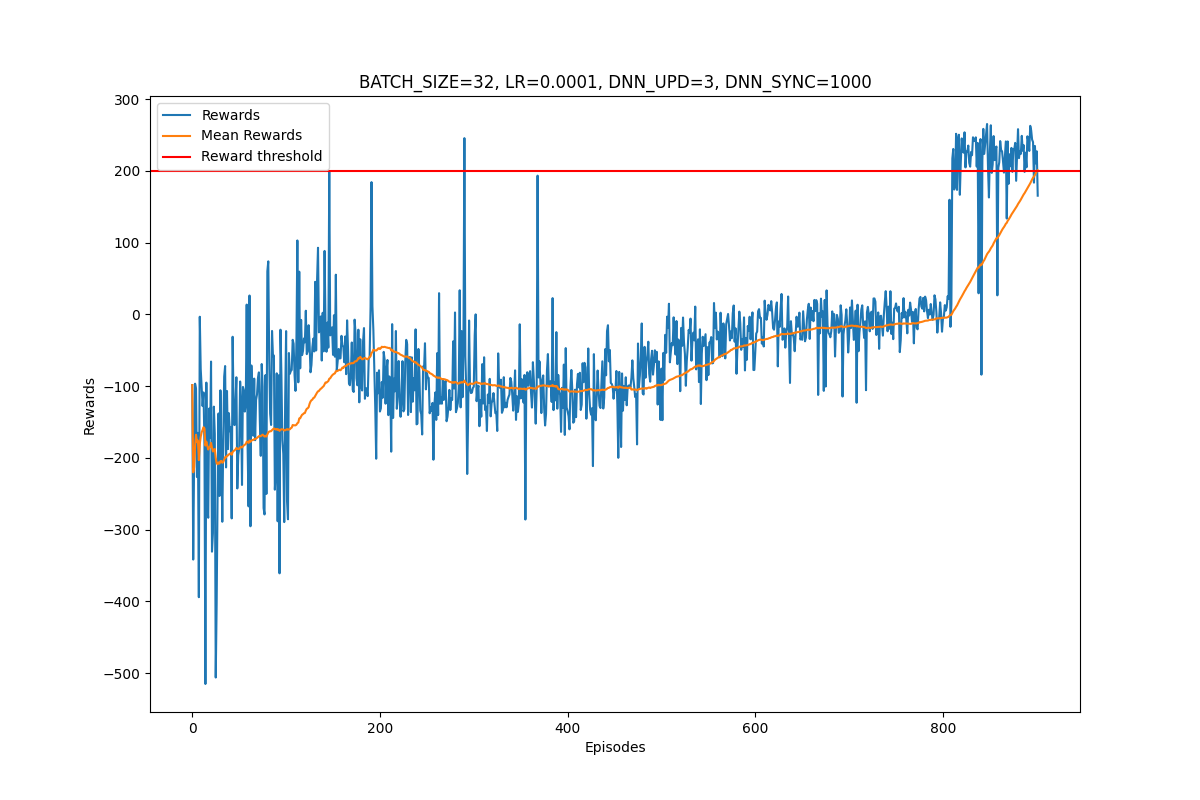 BATCH_SIZE=32, LR=0.0001, DNN_UPD=3, DNN_SYNC=1000
Rewards
Mean Rewards
Reward threshold
300
200
100
0
−100
−200
−300
−400
−500
Rewards
0 200 400 600 800
Episodes